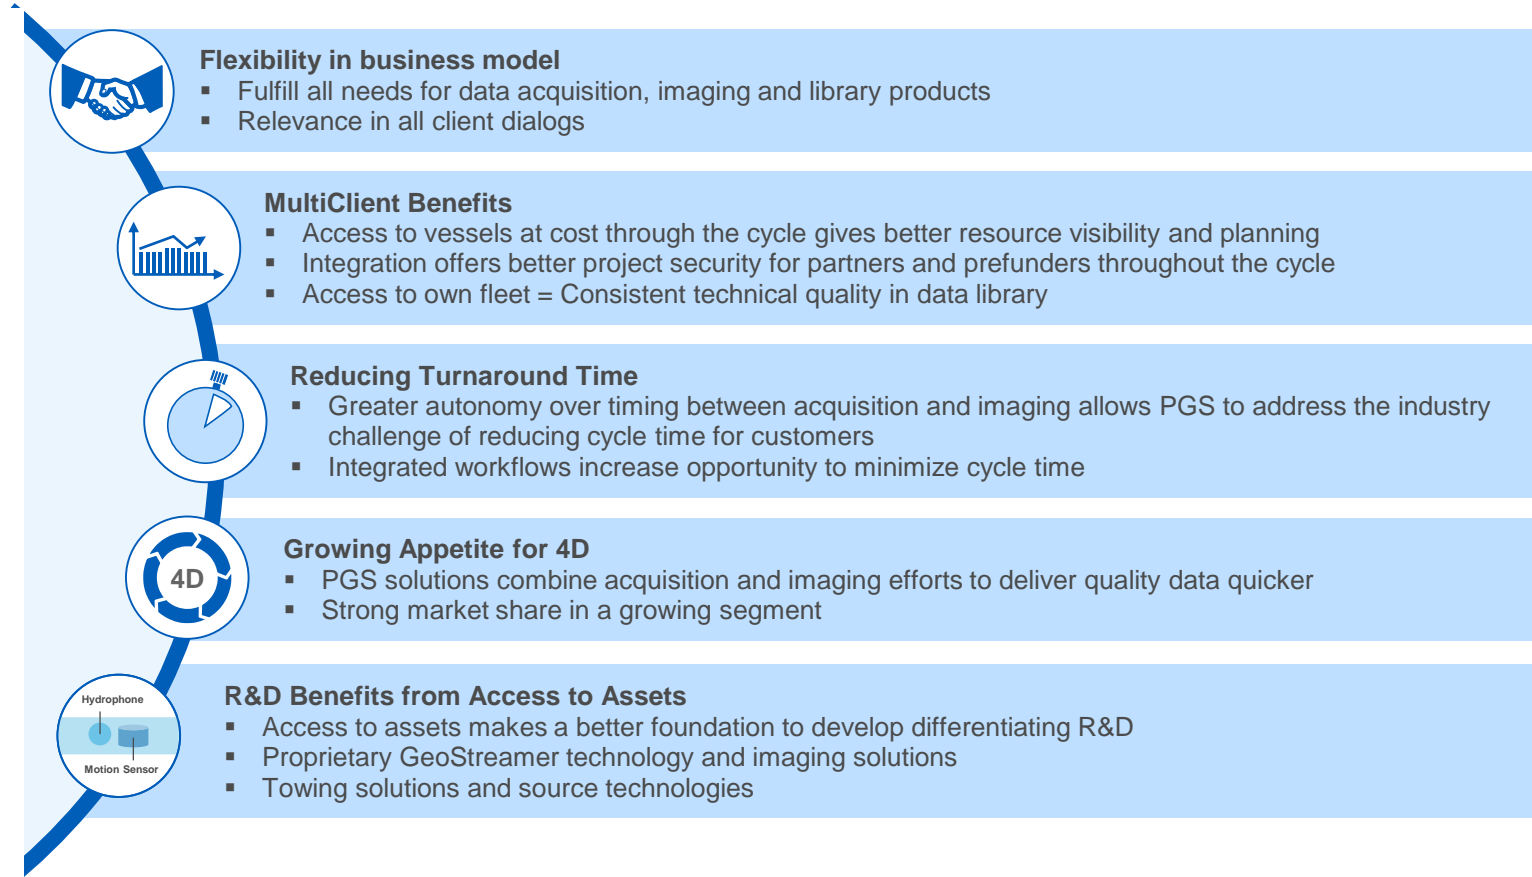 Flexibility in business model
▪ Fulfill all needs for data acquisition, imaging and library products
▪ Relevance in all client dialogs
MultiClient Benefits
▪ Access to vessels at cost through the cycle gives better resource visibility and planning
▪ Integration offers better project security for partners and prefunders throughout the cycle
▪ Access to own fleet = Consistent technical quality in data library
Reducing Turnaround Time
▪ Greater autonomy over timing between acquisition and imaging allows PGS to address the industry
challenge of reducing cycle time for customers
▪ Integrated workflows increase opportunity to minimize cycle time
4D
Growing Appetite for 4D
▪ PGS solutions combine acquisition and imaging efforts to deliver quality data quicker
▪ Strong market share in a growing segment
Hydrophone
Motion Sensor
R&D Benefits from Access to Assets
▪ Access to assets makes a better foundation to develop differentiating R&D
▪ Proprietary GeoStreamer technology and imaging solutions
▪ Towing solutions and source technologies